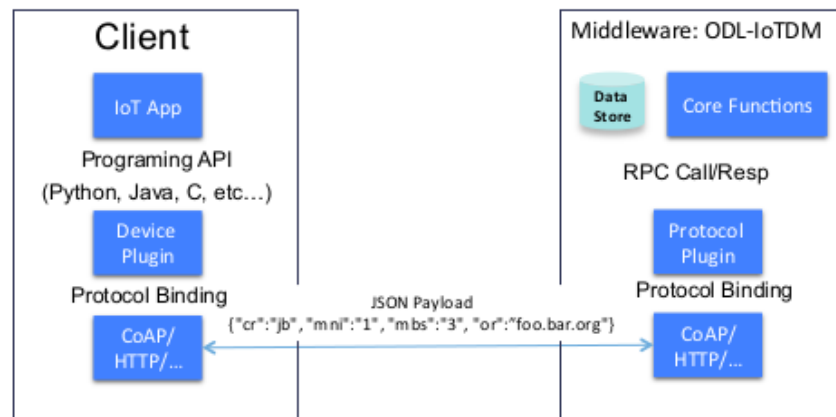 Client
IoT App
Programing API
(Python, Java, C, etc...)
Device
Plugin
Protocol Binding
CoAP/
HTTP/...
JSON Payload
{"cr":"jb", "mni":"1", "mbs":"3", "or":"foo.bar.org"}
Middleware: ODL-IoTDM
Data
Store
Core Functions
RPC Call/Resp
Protocol
Plugin
Protocol Binding
CoAP/
HTTP/...